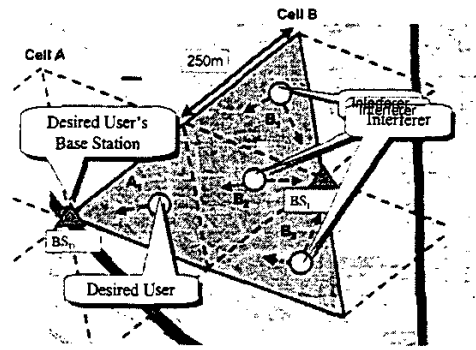 Cell B
Cell A
250m
Desired User's
Base Station
Interferer
Interferer
B
A
B
BS
BS
B
Desired User